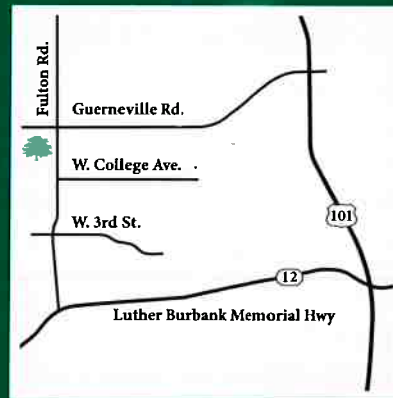 Fulton Rd.
Guerneville Rd.
W. College Ave.
W. 3rd St.
101
12
Luther Burbank Memorial Hwy